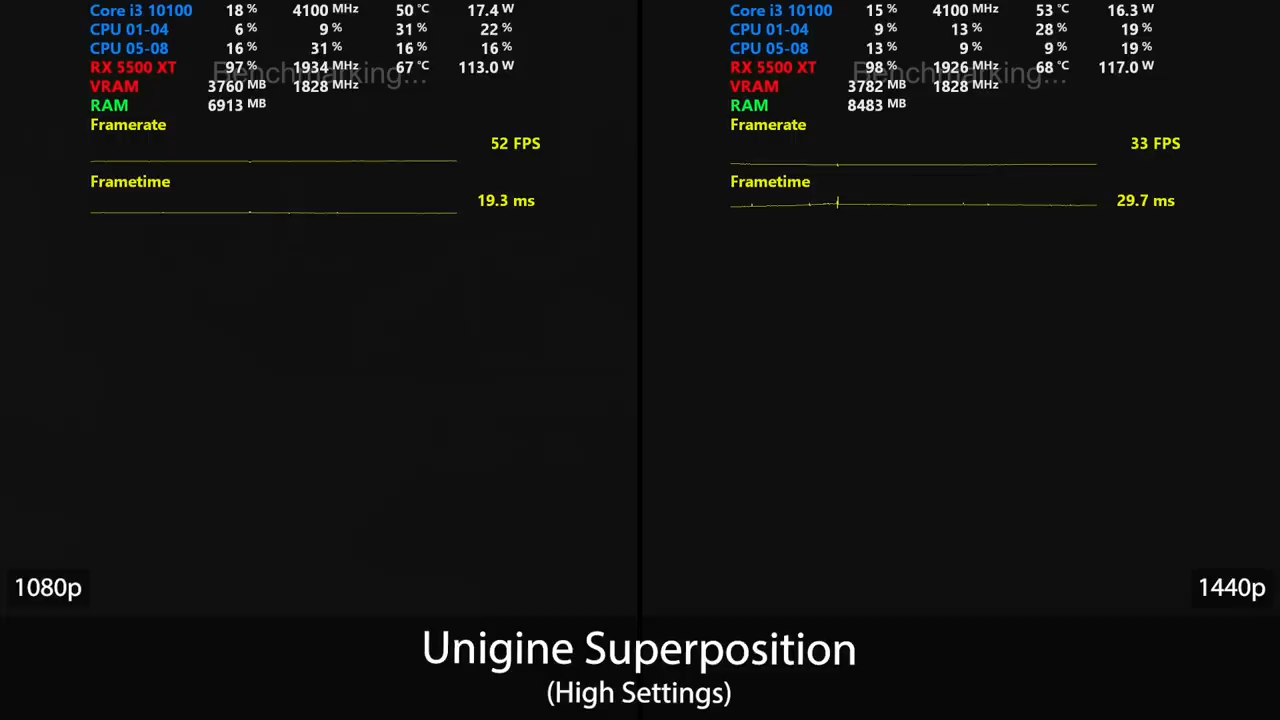 Core i3 10100 18 % 4100 MHz 50 °C 17.4 W
CPU 01-04 6 % 9 % 31 % 22 %
CPU 05-08 16 % 31 % 16 % 16 %
RX 5500 XT 97 % 1934 MHz 67 °C 113.0 W
Benchmarking...
VRAM 3760 MB 1828 MHz
RAM 6913 MB
Framerate
52 FPS
Frametime
19.3 ms
Core i3 10100 15 % 4100 MHz 53 °C 16.3 W
CPU 01-04 9 % 13 % 28 % 19 %
CPU 05-08 13 % 9 % 9 % 19 %
RX 5500 XT 98 % 1926 MHz 68 °C 117.0 W
Benchmarking...
VRAM 3782 MB 1828 MHz
RAM 8483 MB
Framerate
33 FPS
Frametime
29.7 ms
1080p
1440p
Unigine Superposition
(High Settings)